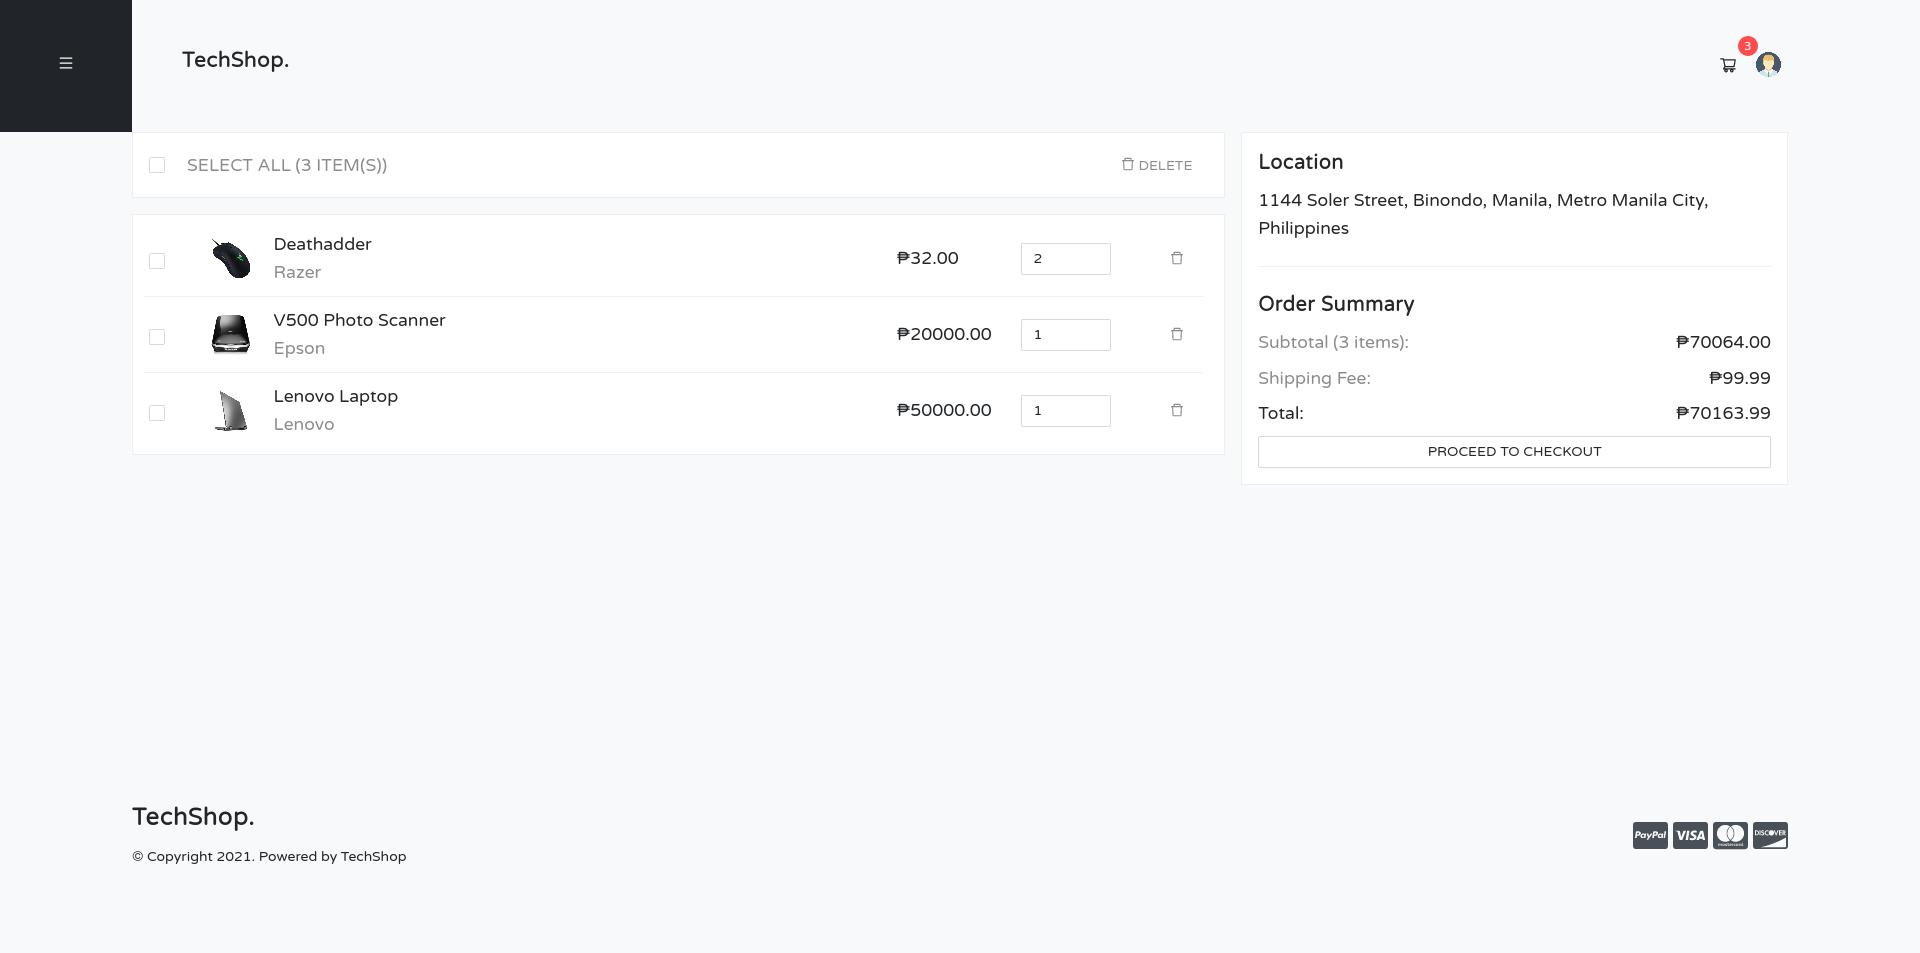 TechShop.
3
SELECT ALL (3 ITEM(S))
DELETE
Deathadder
Razer
₱32.00
2
V500 Photo Scanner
Epson
₱20000.00
1
Lenovo Laptop
Lenovo
₱50000.00
1
Location
1144 Soler Street, Binondo, Manila, Metro Manila City,
Philippines
Order Summary
Subtotal (3 items): ₱70064.00
Shipping Fee: ₱99.99
Total: ₱70163.99
PROCEED TO CHECKOUT
TechShop.
© Copyright 2021. Powered by TechShop
PayPal VISA mastercard DISCOVER